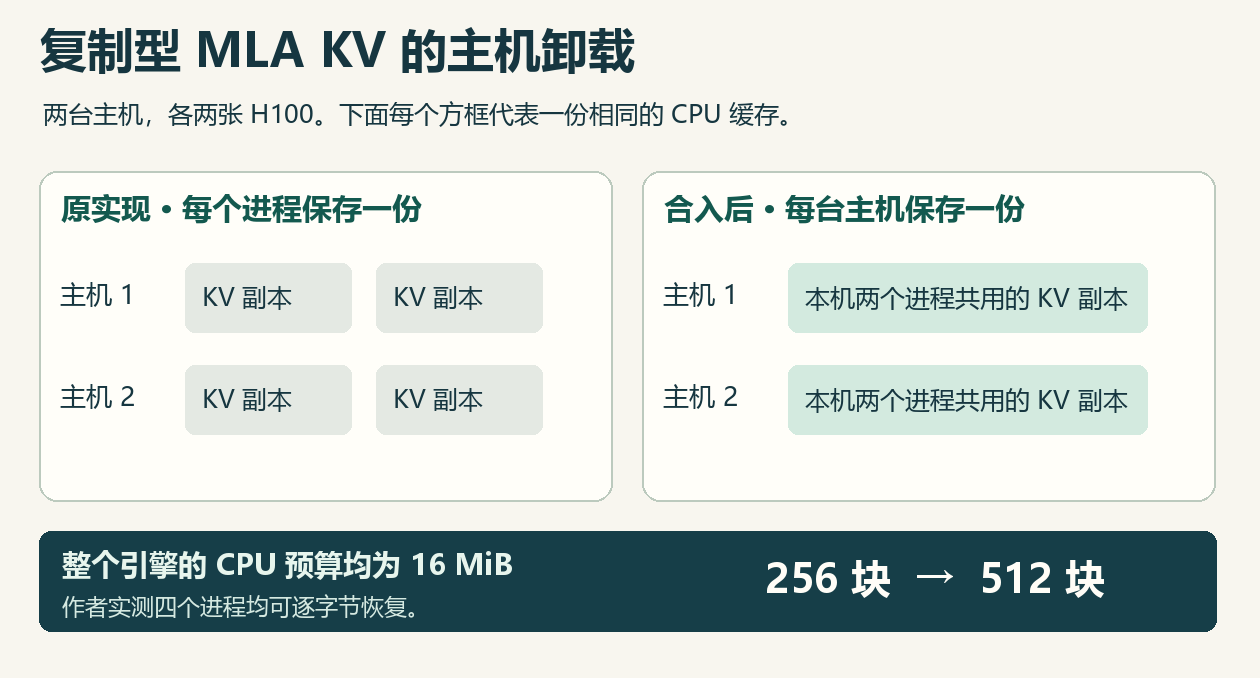 复制型 MLA KV 的主机卸载
两台主机，各两张 H100。下面每个方框代表一份相同的 CPU 缓存。
原实现 • 每个进程保存一份
主机 1
KV 副本
KV 副本
主机 2
KV 副本
KV 副本
合入后 • 每台主机保存一份
主机 1
本机两个进程共用的 KV 副本
主机 2
本机两个进程共用的 KV 副本
整个引擎的 CPU 预算均为 16 MiB
作者实测四个进程均可逐字节恢复。
256 块 → 512 块